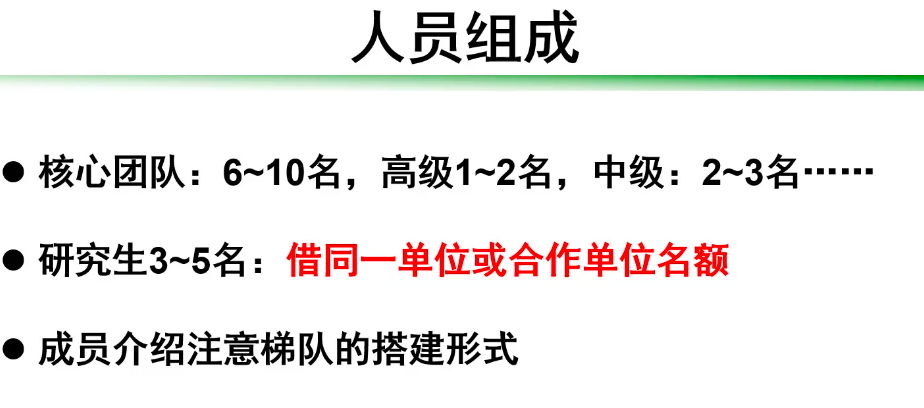 人员组成
● 核心团队：6~10名，高级1~2名，中级：2~3名……
● 研究生3~5名：借同一单位或合作单位名额
● 成员介绍注意梯队的搭建形式